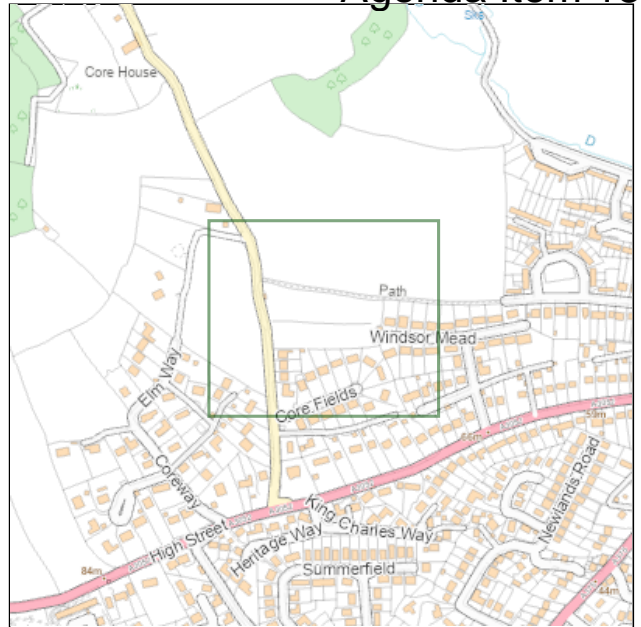 Agenda Item
Core House
D
Path
Windsor Mead
Elm Way
Core Fields
59m
Coreway
High Street
King Charles Way
Newlands Road
Heritage Way
Summerfield
84m
44m